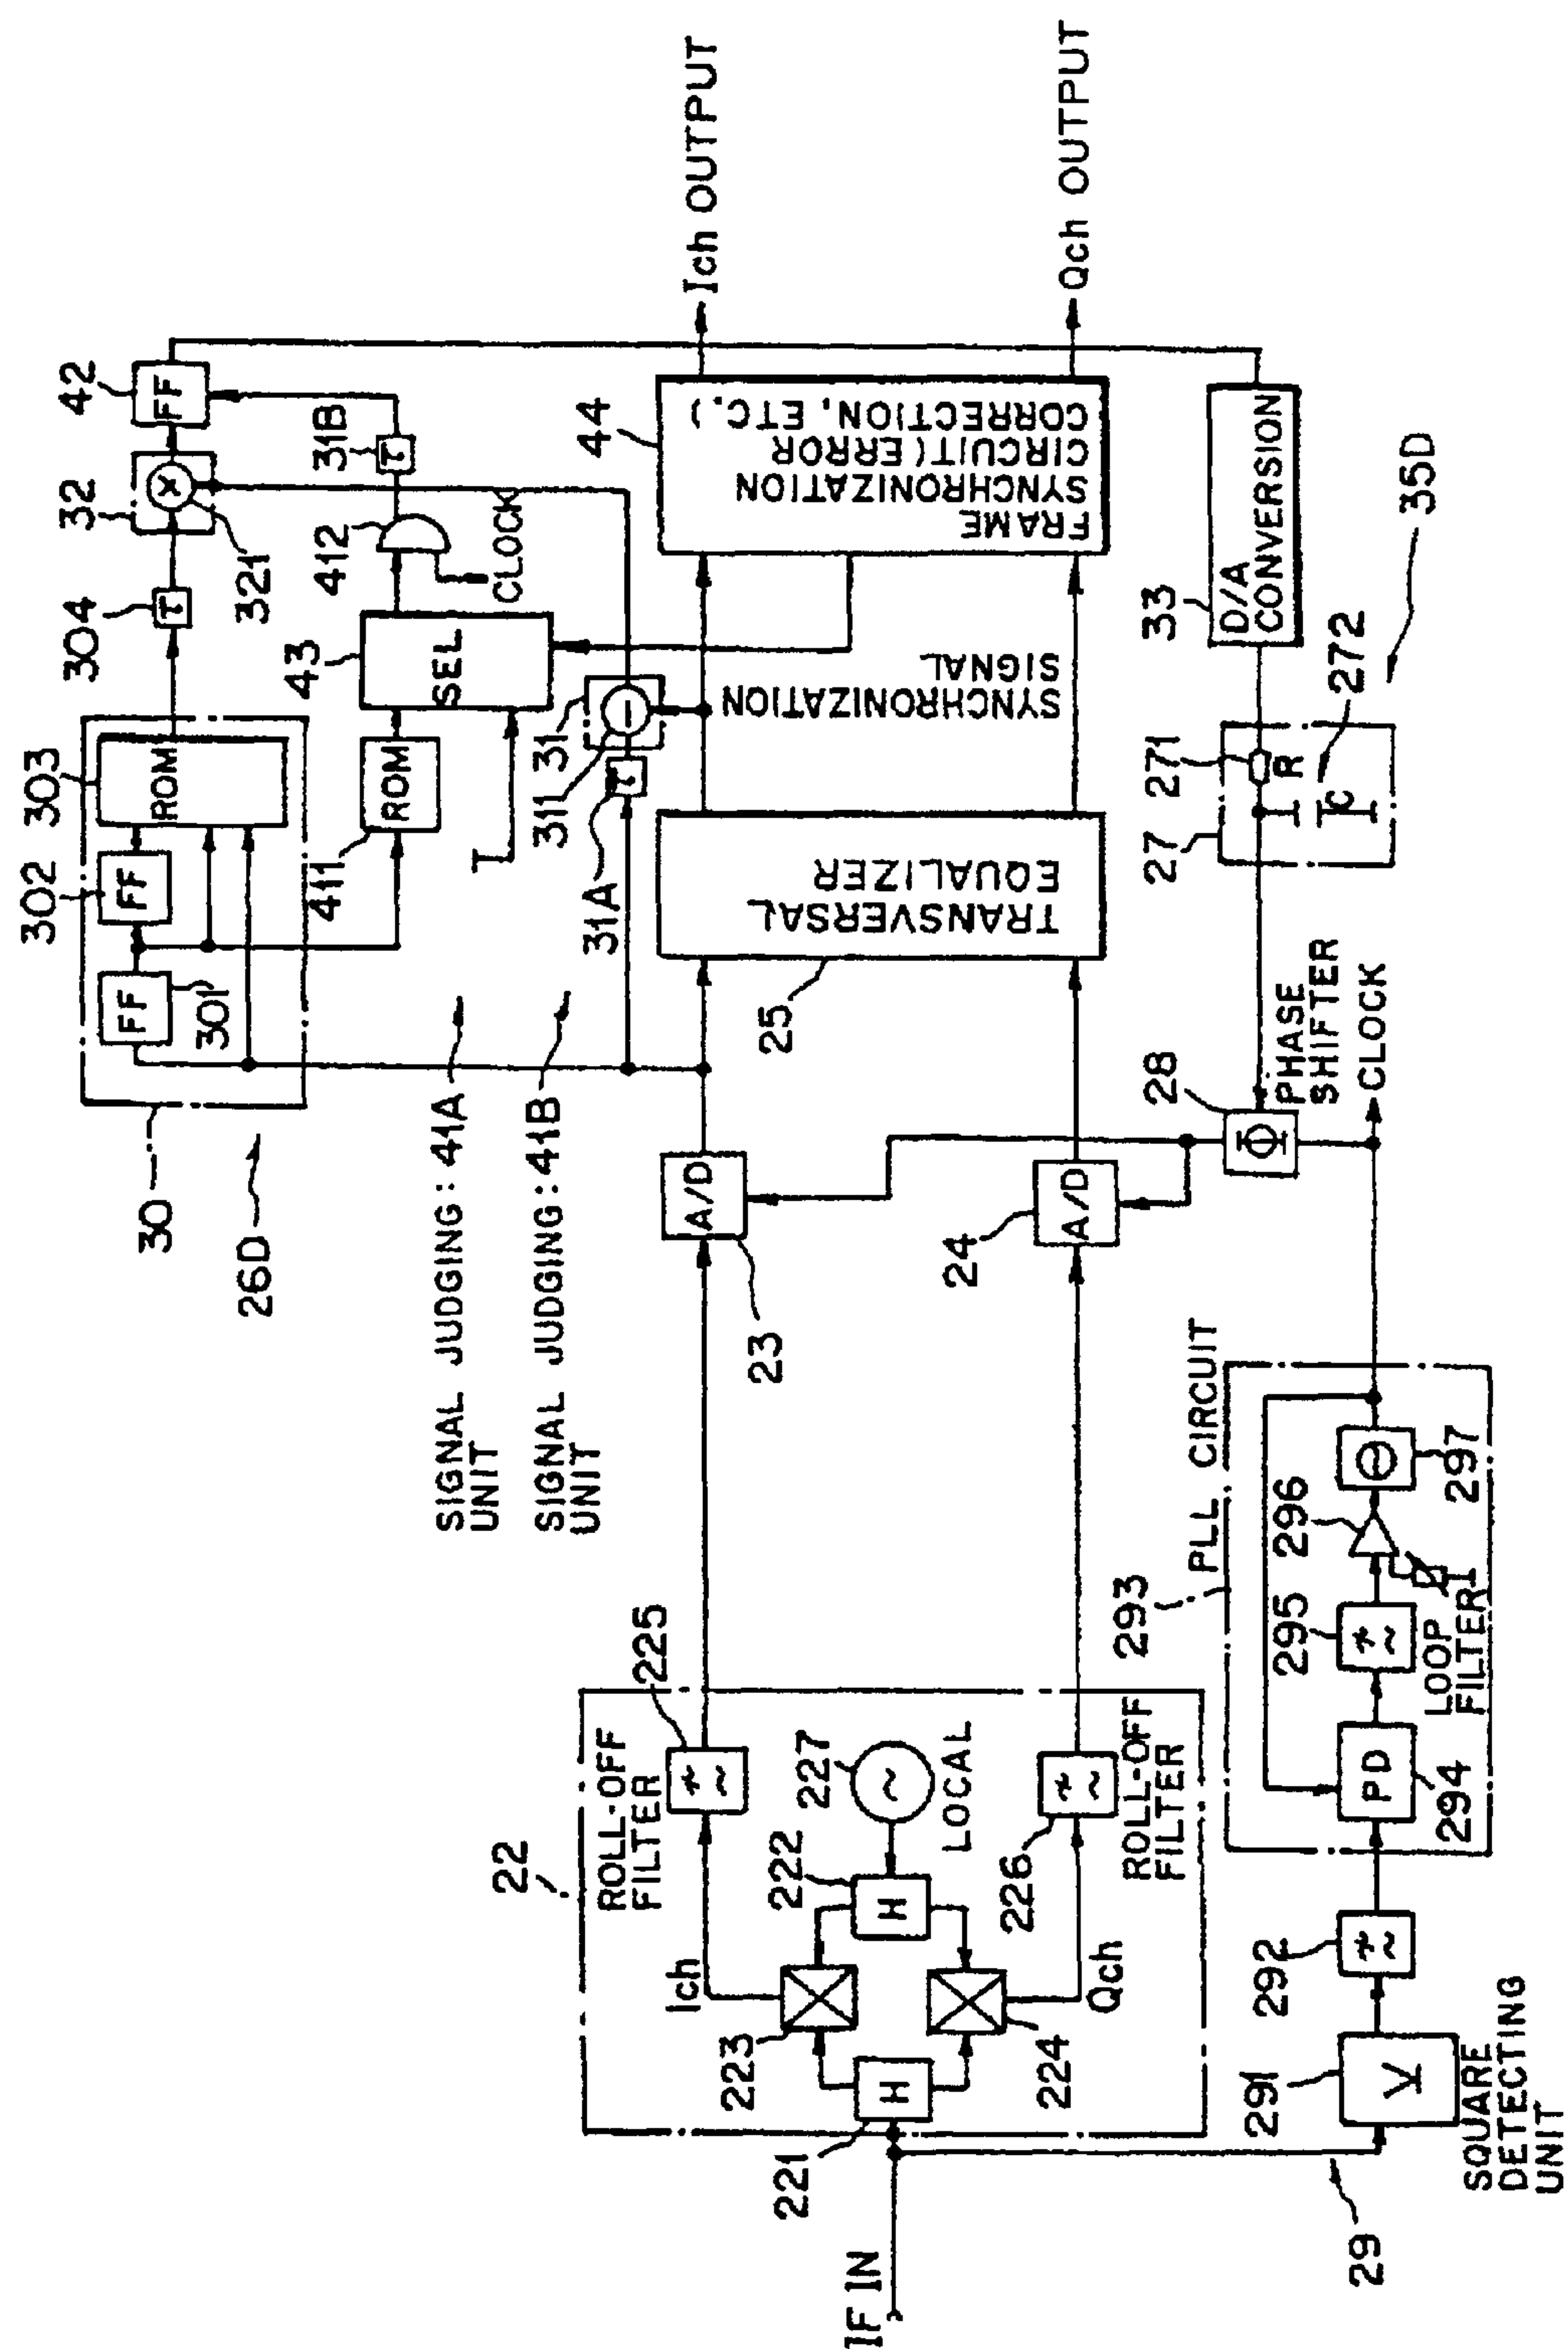 IF IN
22
221
223
224
H
H
222
227
~
LOCAL
Ich
Qch
ROLL-OFF
FILTER
225
226
ROLL-OFF
FILTER
29
291
SQUARE
DETECTING
UNIT
292
293
PLL CIRCUIT
PD
294
295
LOOP
FILTER
296
297
23
A/D
24
A/D
28
PHASE
SHIFTER
CLOCK
SIGNAL JUDGING : 41A
UNIT
SIGNAL JUDGING : 41B
UNIT
26D
30
FF
301
302
FF
303
ROM
304
τ
32
×
321
42
FF
411
ROM
43
SEL
T
412
CLOCK
31B
τ
31A
τ
311
31
25
TRANSVERSAL
EQUALIZER
SYNCHRONIZATION
SIGNAL
44
FRAME
SYNCHRONIZATION
CIRCUIT (ERROR
CORRECTION, ETC.)
Ich OUTPUT
Qch OUTPUT
27
271
R
C
272
33
D/A
CONVERSION
35D